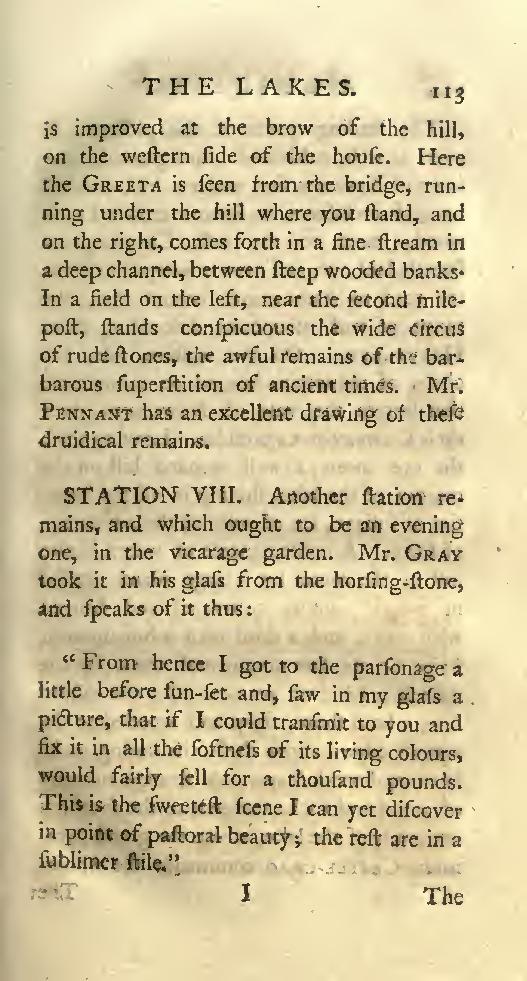 THE LAKES. 113
is improved at the brow of the hill,
on the weſtern ſide of the houſe. Here
the GREETA is ſeen from the bridge, run-
ning under the hill where you ſtand, and
on the right, comes forth in a fine ſtream in
a deep channel, between ſteep wooded banks.
In a field on the left, near the ſecond mile-
poſt, ſtands conſpicuous the wide circus
of rude ſtones, the awful remains of the bar-
barous ſuperſtition of ancient times. Mr.
PENNANT has an excellent drawing of theſe
druidical remains.
STATION VIII. Another ſtation re-
mains, and which ought to be an evening
one, in the vicarage garden. Mr. GRAY
took it in his glaſs from the horſing-ſtone,
and ſpeaks of it thus:
“ From hence I got to the parſonage a
little before ſun-ſet and, ſaw in my glaſs a
picture, that if I could tranſmit to you and
fix it in all the ſoftneſs of its living colours,
would fairly ſell for a thouſand pounds.
This is the ſweeteſt ſcene I can yet diſcover
in point of paſtoral beauty; the reſt are in a
ſublimer ſtile.”
I The